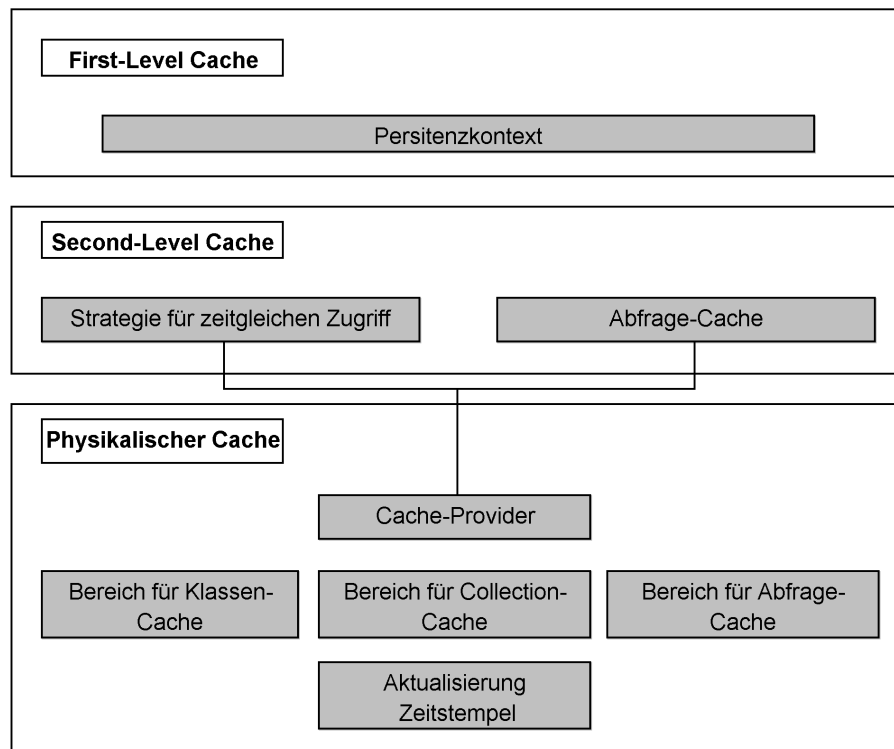 First-Level Cache
Persitenzkontext
Second-Level Cache
Strategie für zeitgleichen Zugriff
Abfrage-Cache
Physikalischer Cache
Cache-Provider
Bereich für Klassen-
Cache
Bereich für Collection-
Cache
Bereich für Abfrage-
Cache
Aktualisierung
Zeitstempel